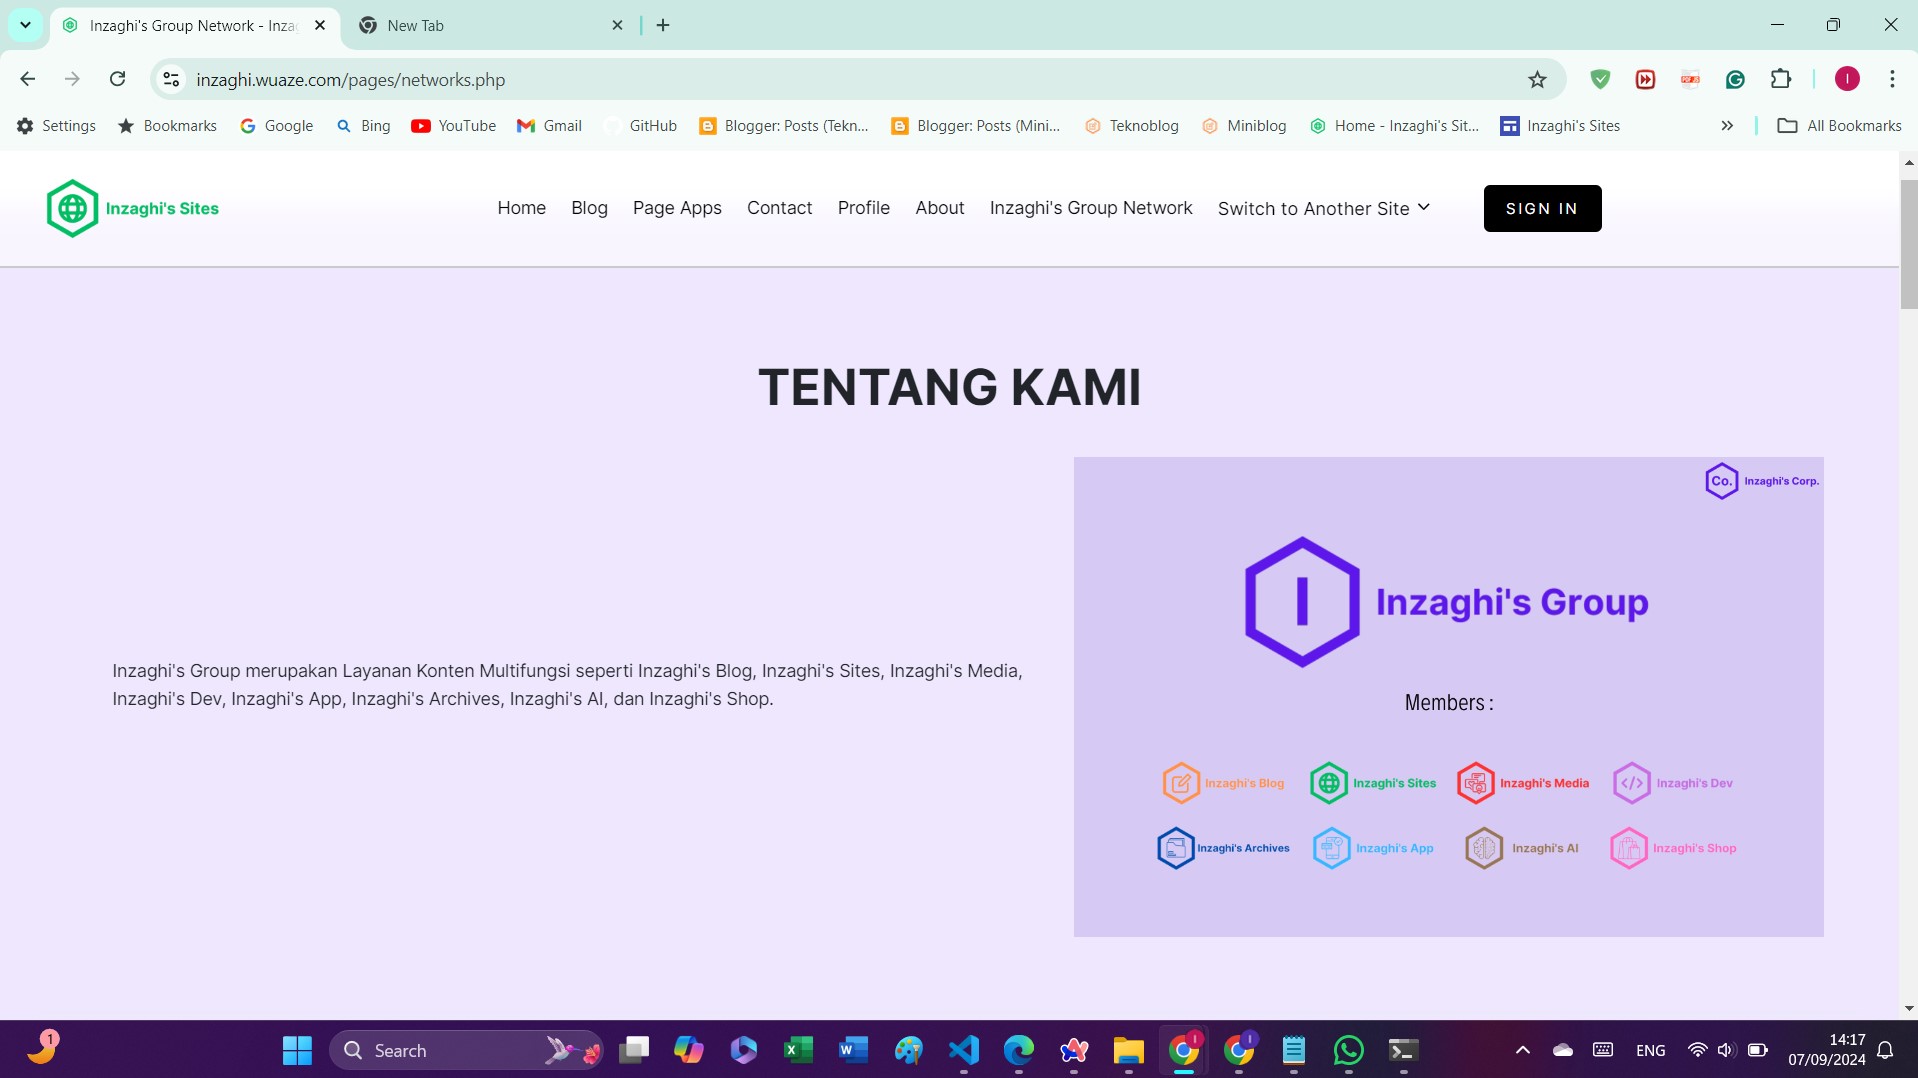 Inzaghi's Group Network - Inza
New Tab
inzaghi.wuaze.com/pages/networks.php
I
Settings
Bookmarks
Google
Bing
YouTube
Gmail
GitHub
Blogger: Posts (Tekn...
Blogger: Posts (Mini...
Teknoblog
Miniblog
Home - Inzaghi's Sit...
Inzaghi's Sites
All Bookmarks
Inzaghi's Sites
Home
Blog
Page Apps
Contact
Profile
About
Inzaghi's Group Network
Switch to Another Site
SIGN IN
TENTANG KAMI
Inzaghi's Group merupakan Layanan Konten Multifungsi seperti Inzaghi's Blog, Inzaghi's Sites, Inzaghi's Media,
Inzaghi's Dev, Inzaghi's App, Inzaghi's Archives, Inzaghi's AI, dan Inzaghi's Shop.
Co. Inzaghi's Corp.
I Inzaghi's Group
Members :
Inzaghi's Blog
Inzaghi's Sites
Inzaghi's Media
Inzaghi's Dev
Inzaghi's Archives
Inzaghi's App
Inzaghi's AI
Inzaghi's Shop
1
Search
ENG
14:17
07/09/2024